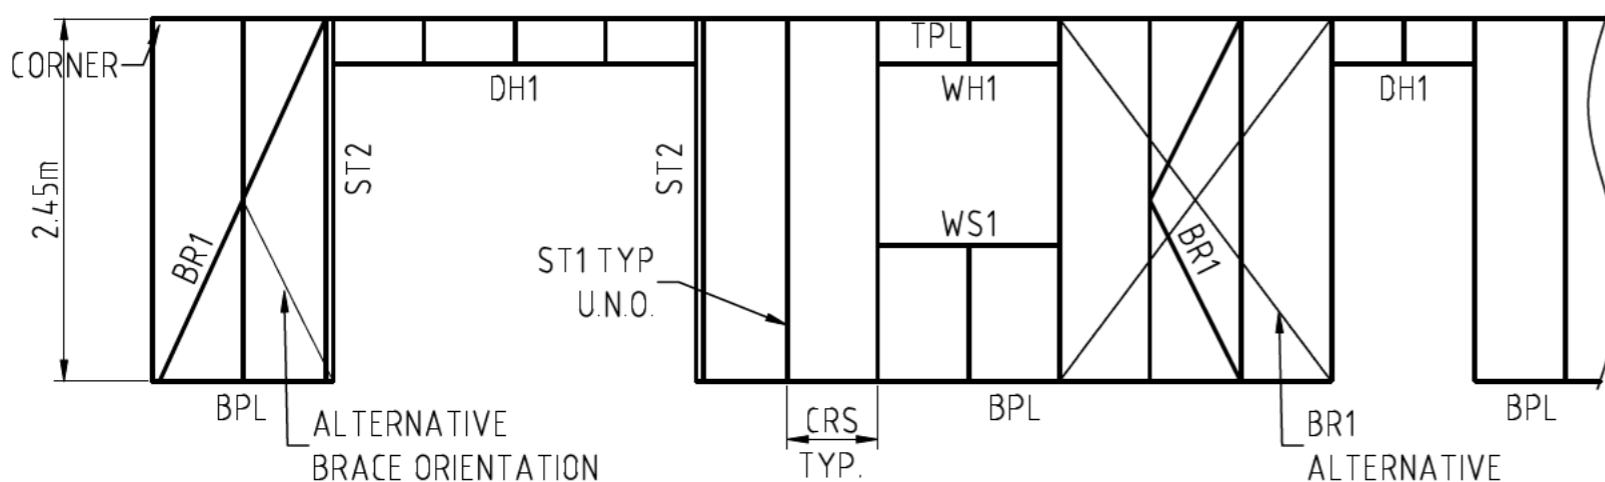 CORNER
2.45m
BR1
BPL
ALTERNATIVE
BRACE ORIENTATION
ST2
DH1
ST2
ST1 TYP
U.N.O.
CRS
TYP.
TPL
WH1
WS1
BPL
BR1
BR1
ALTERNATIVE
DH1
BPL